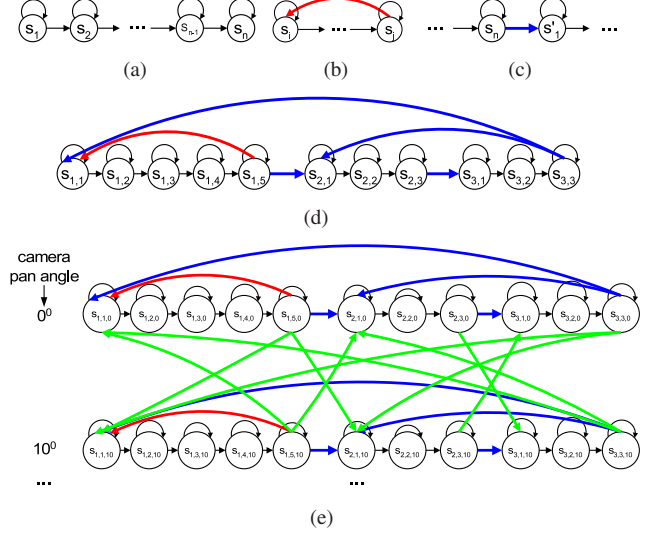 s1 s2 ... sn-1 sn si ... sj ... sn s'1 ...
(a) (b) (c)
s1,1 s1,2 s1,3 s1,4 s1,5 s2,1 s2,2 s2,3 s3,1 s3,2 s3,3
(d)
camera
pan angle
0⁰ s1,1,0 s1,2,0 s1,3,0 s1,4,0 s1,5,0 s2,1,0 s2,2,0 s2,3,0 s3,1,0 s3,2,0 s3,3,0
10⁰ s1,1,10 s1,2,10 s1,3,10 s1,4,10 s1,5,10 s2,1,10 s2,2,10 s2,3,10 s3,1,10 s3,2,10 s3,3,10
... ...
(e)